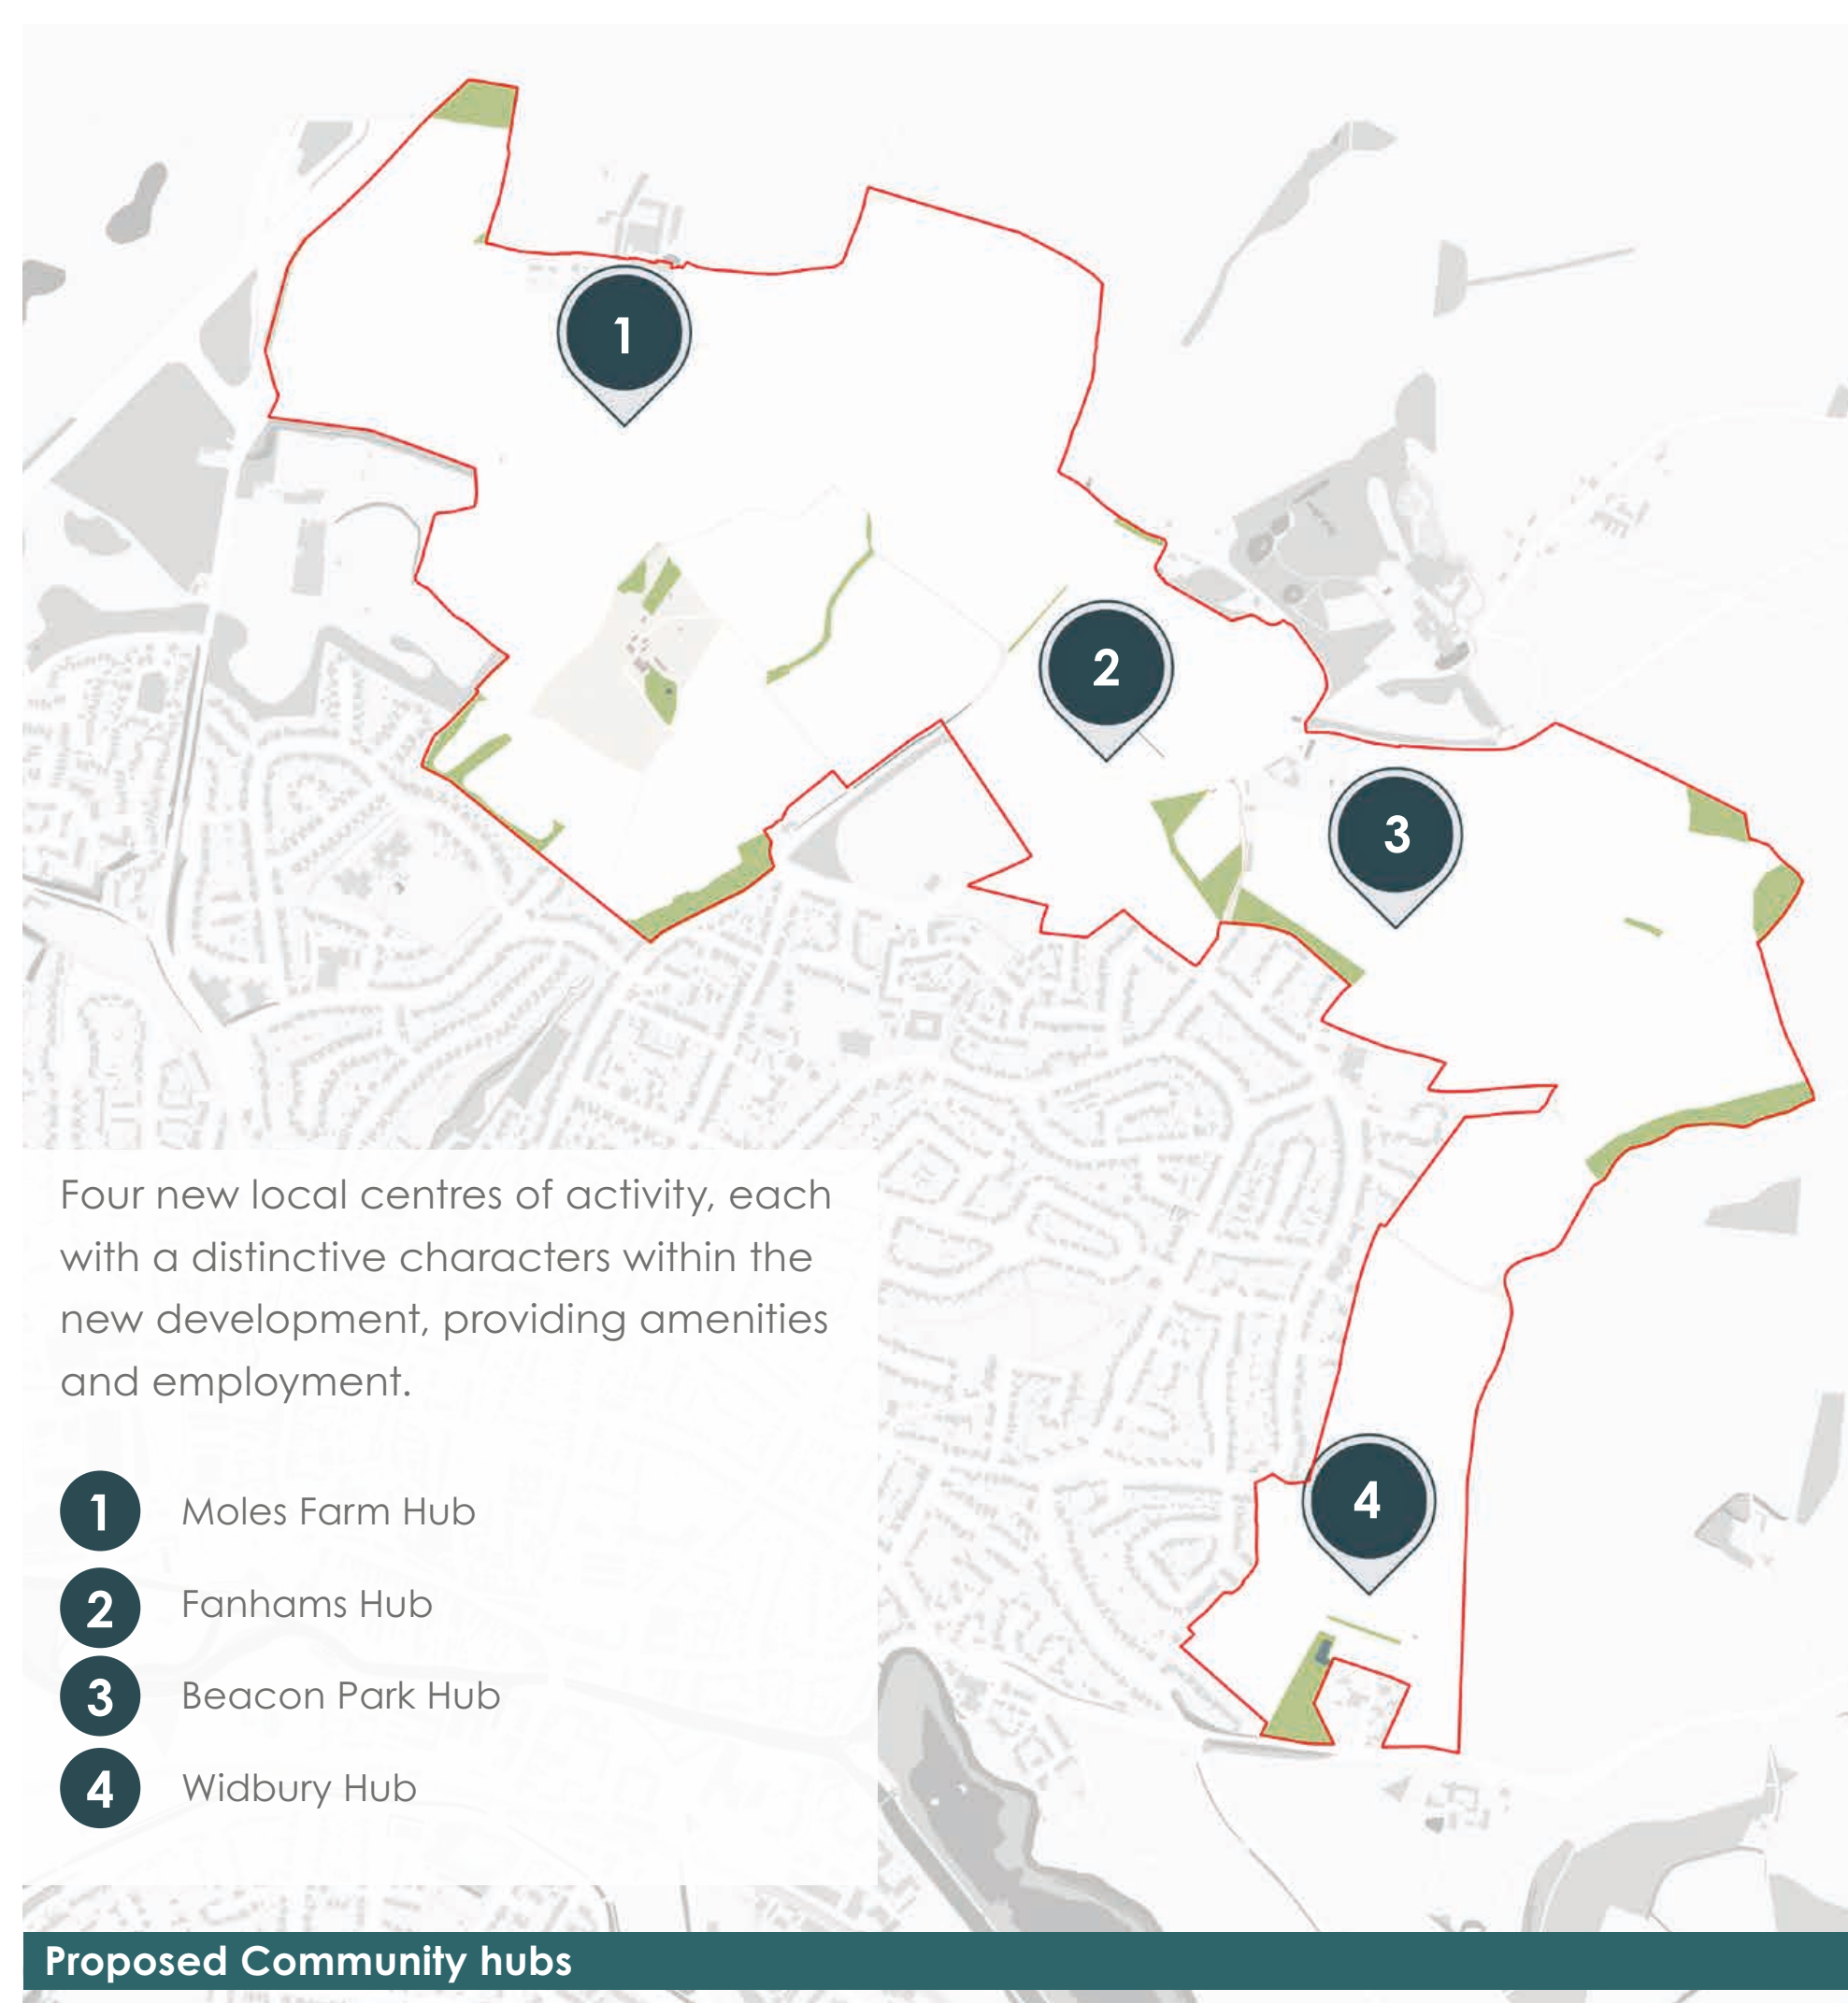 1
2
3
4
Four new local centres of activity, each
with a distinctive characters within the
new development, providing amenities
and employment.
1 Moles Farm Hub
2 Fanhams Hub
3 Beacon Park Hub
4 Widbury Hub
Proposed Community hubs